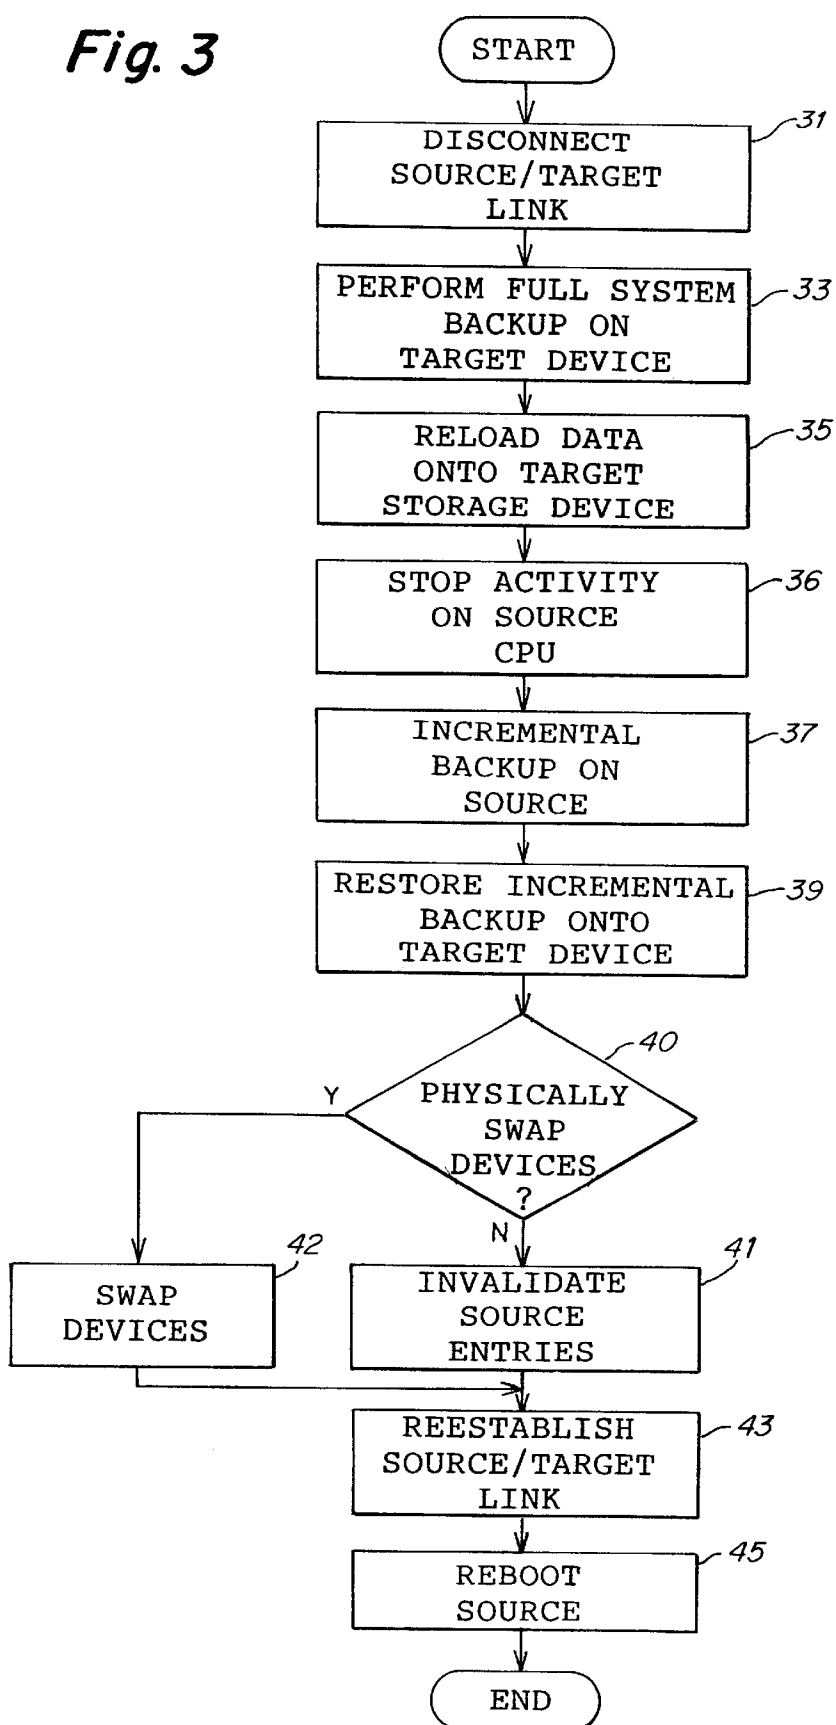 Fig. 3
START
31
DISCONNECT
SOURCE/TARGET
LINK
33
PERFORM FULL SYSTEM
BACKUP ON
TARGET DEVICE
35
RELOAD DATA
ONTO TARGET
STORAGE DEVICE
36
STOP ACTIVITY
ON SOURCE
CPU
37
INCREMENTAL
BACKUP ON
SOURCE
39
RESTORE INCREMENTAL
BACKUP ONTO
TARGET DEVICE
40
PHYSICALLY
SWAP
DEVICES
?
Y
N
42
SWAP
DEVICES
41
INVALIDATE
SOURCE
ENTRIES
43
REESTABLISH
SOURCE/TARGET
LINK
45
REBOOT
SOURCE
END